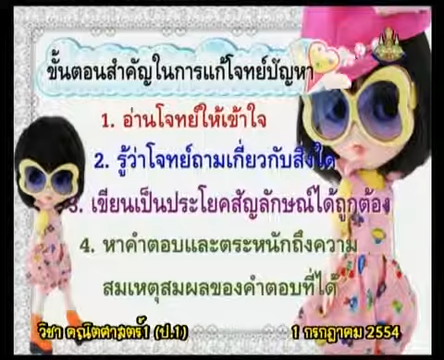 ขั้นตอนสำคัญในการแก้โจทย์ปัญหา
1. อ่านโจทย์ให้เข้าใจ
2. รู้ว่าโจทย์ถามเกี่ยวกับสิ่งใด
3. เขียนเป็นประโยคสัญลักษณ์ได้ถูกต้อง
4. หาคำตอบและตระหนักถึงความ
สมเหตุสมผลของคำตอบที่ได้
วิชา คณิตศาสตร์1 (ป.1)
1 กรกฎาคม 2554